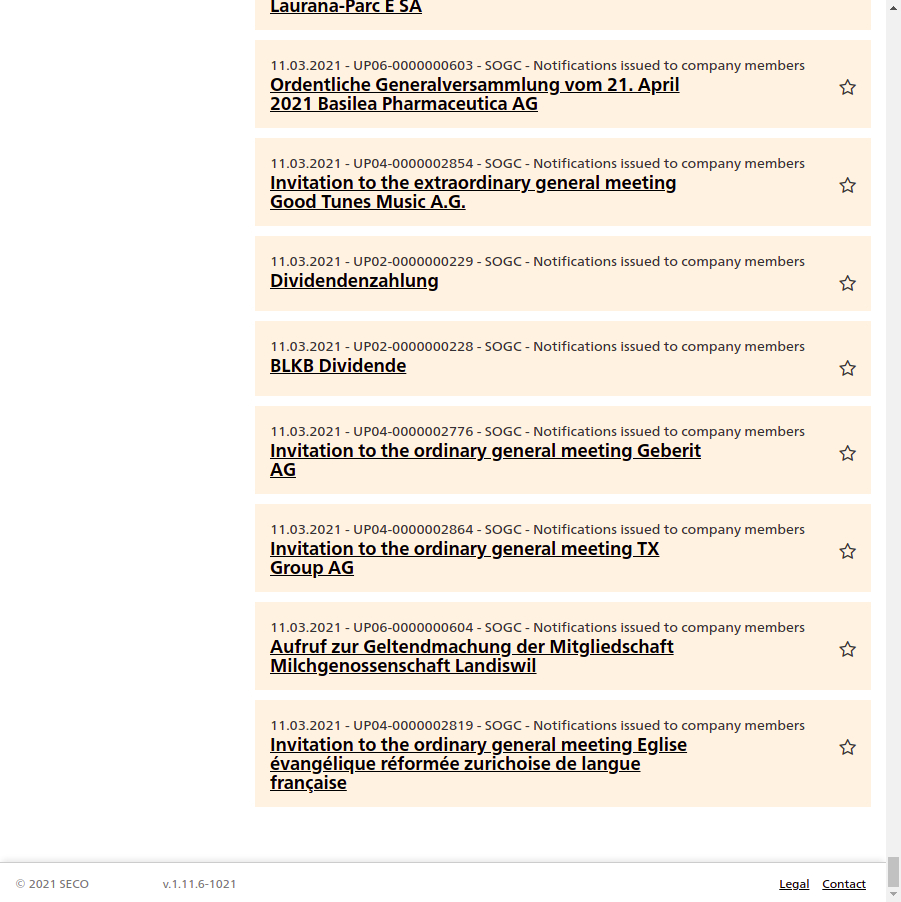 Laurana-Parc E SA
11.03.2021 - UP06-0000000603 - SOGC - Notifications issued to company members
Ordentliche Generalversammlung vom 21. April
2021 Basilea Pharmaceutica AG
11.03.2021 - UP04-0000002854 - SOGC - Notifications issued to company members
Invitation to the extraordinary general meeting
Good Tunes Music A.G.
11.03.2021 - UP02-0000000229 - SOGC - Notifications issued to company members
Dividendenzahlung
11.03.2021 - UP02-0000000228 - SOGC - Notifications issued to company members
BLKB Dividende
11.03.2021 - UP04-0000002776 - SOGC - Notifications issued to company members
Invitation to the ordinary general meeting Geberit
AG
11.03.2021 - UP04-0000002864 - SOGC - Notifications issued to company members
Invitation to the ordinary general meeting TX
Group AG
11.03.2021 - UP06-0000000604 - SOGC - Notifications issued to company members
Aufruf zur Geltendmachung der Mitgliedschaft
Milchgenossenschaft Landiswil
11.03.2021 - UP04-0000002819 - SOGC - Notifications issued to company members
Invitation to the ordinary general meeting Eglise
évangélique réformée zurichoise de langue
française
© 2021 SECO v.1.11.6-1021 Legal Contact